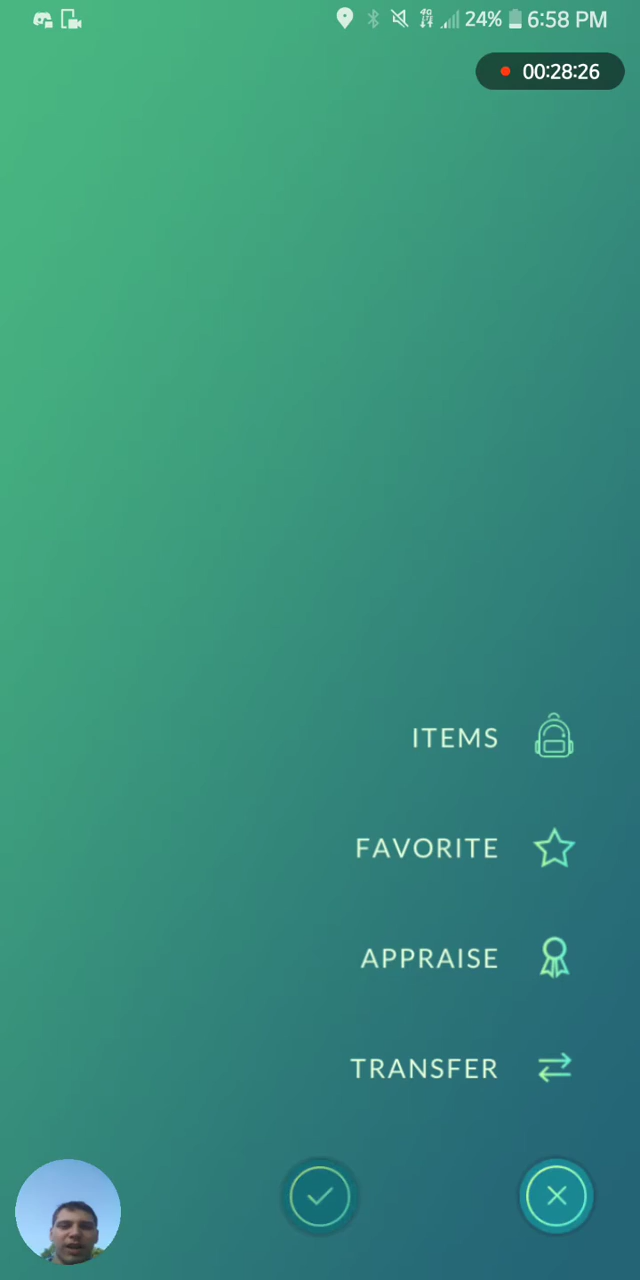 24% 6:58 PM
00:28:26
ITEMS
FAVORITE
APPRAISE
TRANSFER